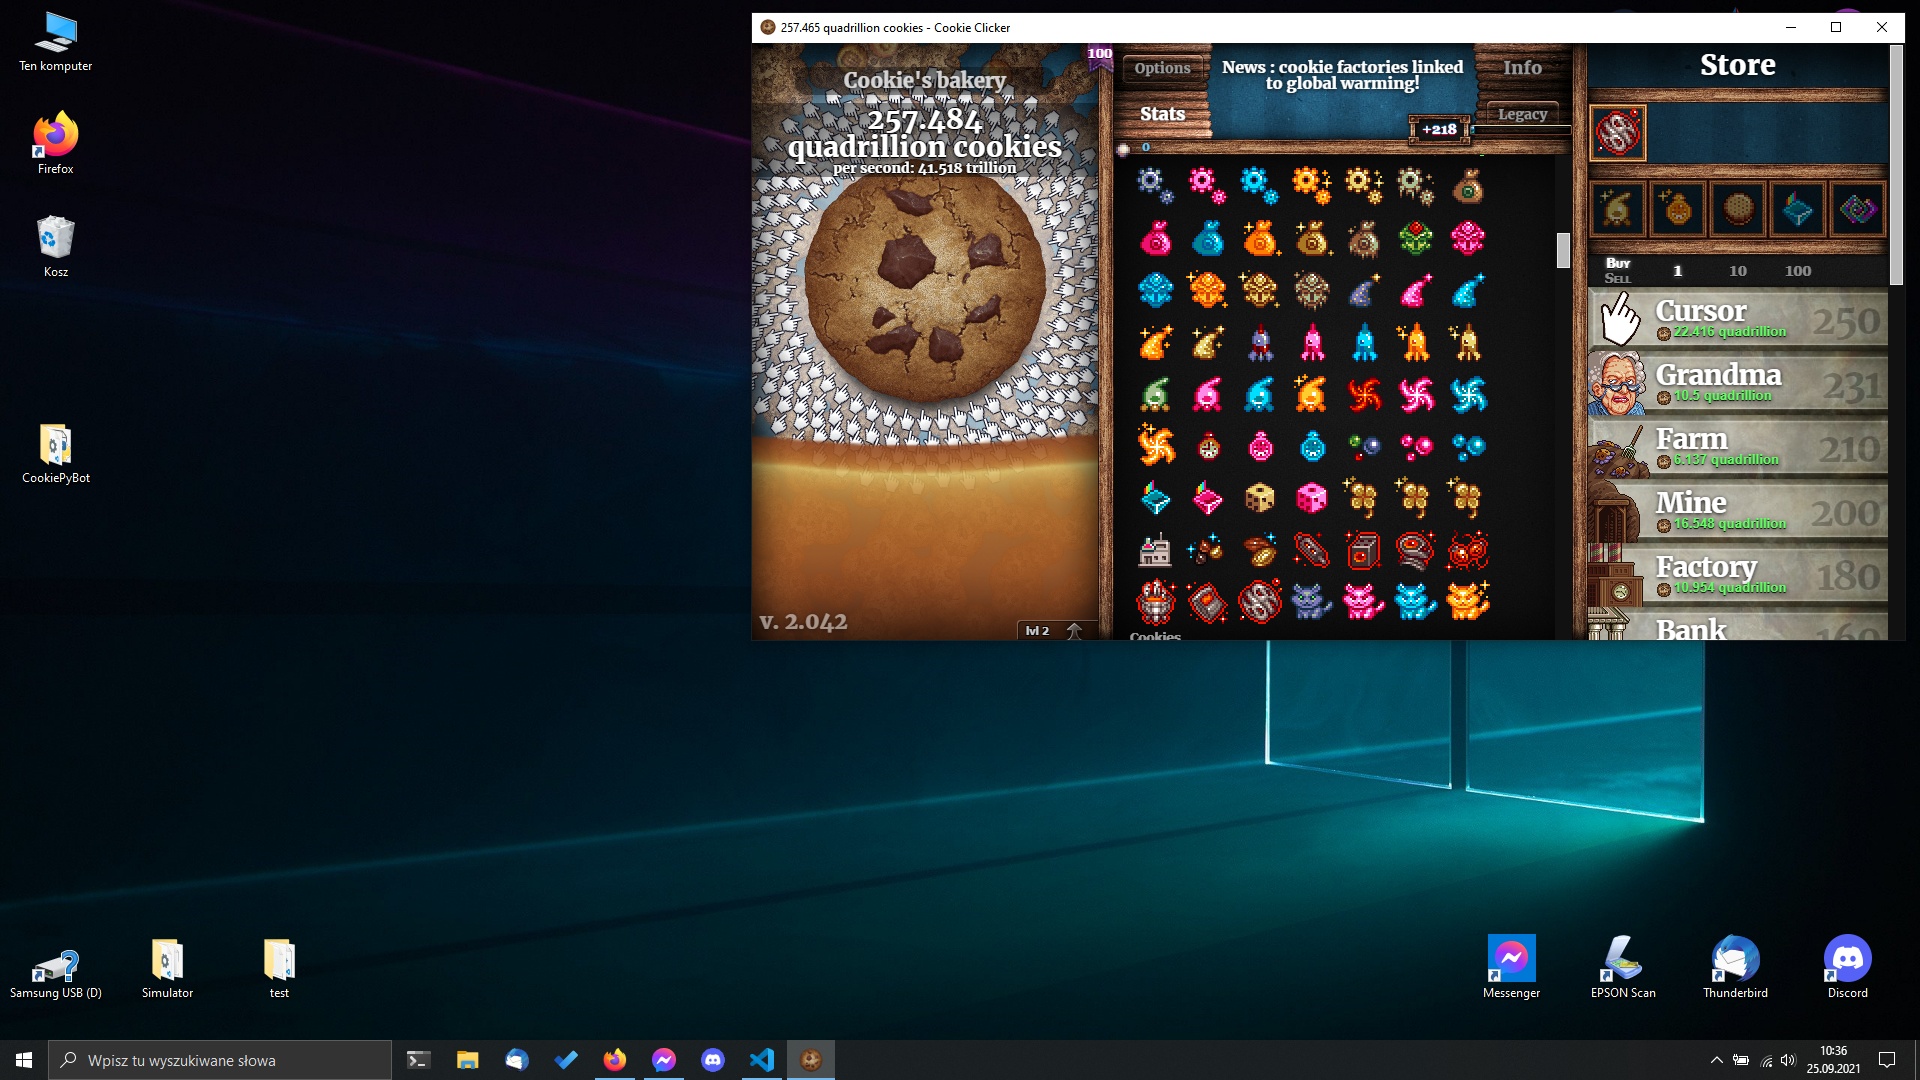 Ten komputer
Firefox
Kosz
CookiePyBot
Samsung USB (D)
Simulator
test
257.465 quadrillion cookies - Cookie Clicker
Cookie's bakery
257.484
quadrillion cookies
per second: 41.518 trillion
v. 2.042
lvl 2
100
Options
Stats
News : cookie factories linked
to global warming!
Info
Legacy
+218
0
Cookies
Store
Buy
Sell
1
10
100
Cursor
22.416 quadrillion
250
Grandma
10.5 quadrillion
231
Farm
6.137 quadrillion
210
Mine
16.548 quadrillion
200
Factory
10.954 quadrillion
180
Bank
160
Messenger
EPSON Scan
Thunderbird
Discord
Wpisz tu wyszukiwane słowa
10:36
25.09.2021